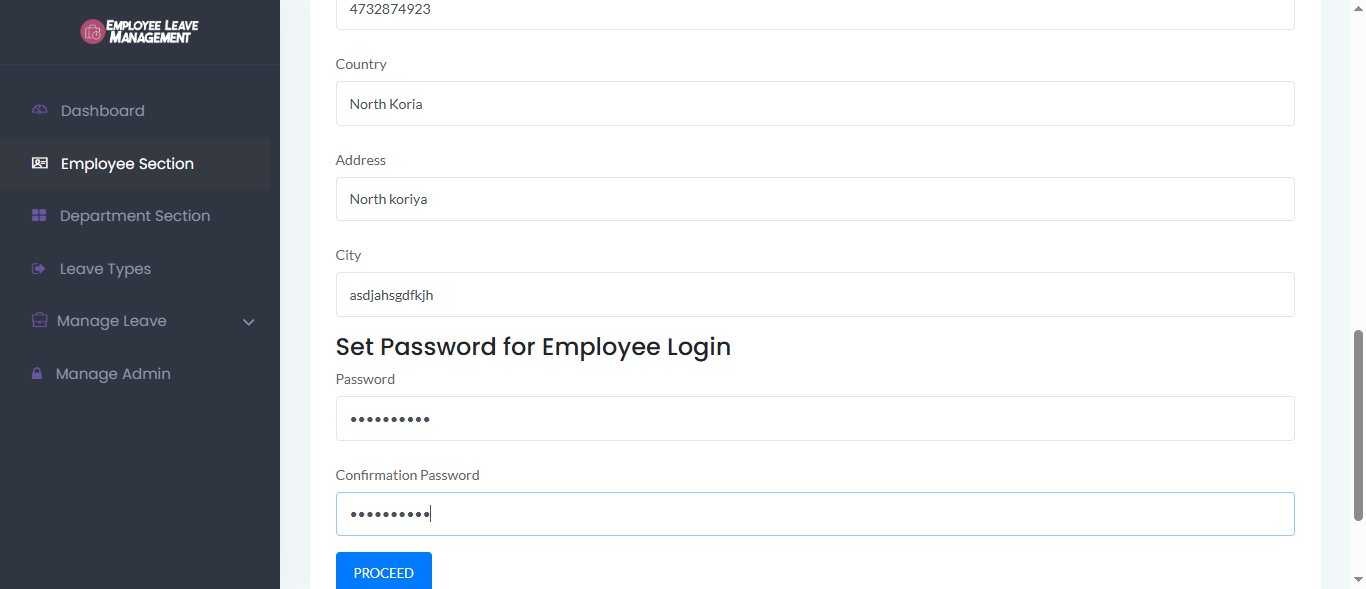 EMPLOYEE LEAVE
MANAGEMENT
Dashboard
Employee Section
Department Section
Leave Types
Manage Leave
Manage Admin
4732874923
Country
North Koria
Address
North koriya
City
asdjahsgdfkjh
Set Password for Employee Login
Password
••••••••••
Confirmation Password
••••••••••
PROCEED